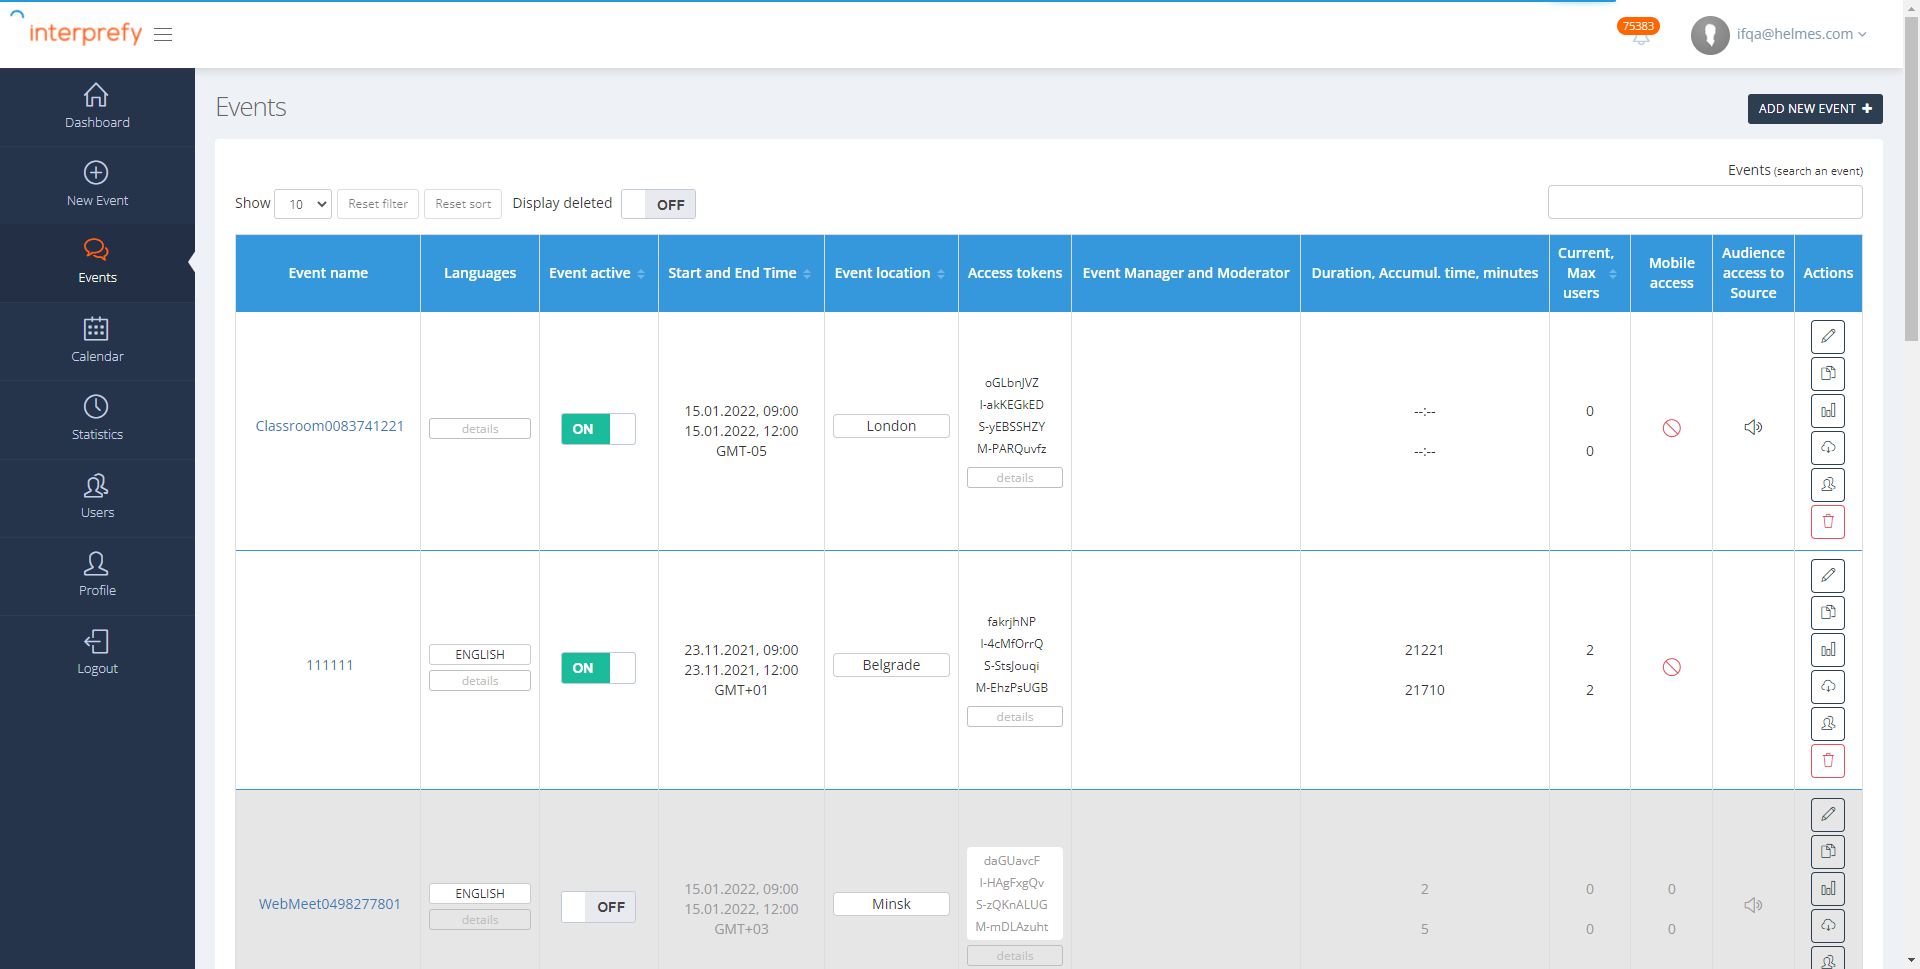 interprefy
75383
ifqa@helmes.com
Dashboard
New Event
Events
Calendar
Statistics
Users
Profile
Logout
Events
ADD NEW EVENT
Events (search an event)
Show 10 Reset filter Reset sort Display deleted OFF
Event name Languages Event active Start and End Time Event location Access tokens Event Manager and Moderator Duration, Accumul. time, minutes Current, Max users Mobile access Audience access to Source Actions
Classroom0083741221
details
ON
15.01.2022, 09:00
15.01.2022, 12:00
GMT-05
London
oGLbnJVZ
I-akKEGkED
S-yEBSSHZY
M-PARQuvfz
details
--:--
--:--
0
0
111111
ENGLISH
details
ON
23.11.2021, 09:00
23.11.2021, 12:00
GMT+01
Belgrade
fakrjhNP
I-4cMfOrrQ
S-StsJouqi
M-EhzPsUGB
details
21221
21710
2
2
WebMeet0498277801
ENGLISH
details
OFF
15.01.2022, 09:00
15.01.2022, 12:00
GMT+03
Minsk
daGUavcF
I-HAgFxgQv
S-zQKnALUG
M-mDLAzuht
details
2
5
0
0
0
0